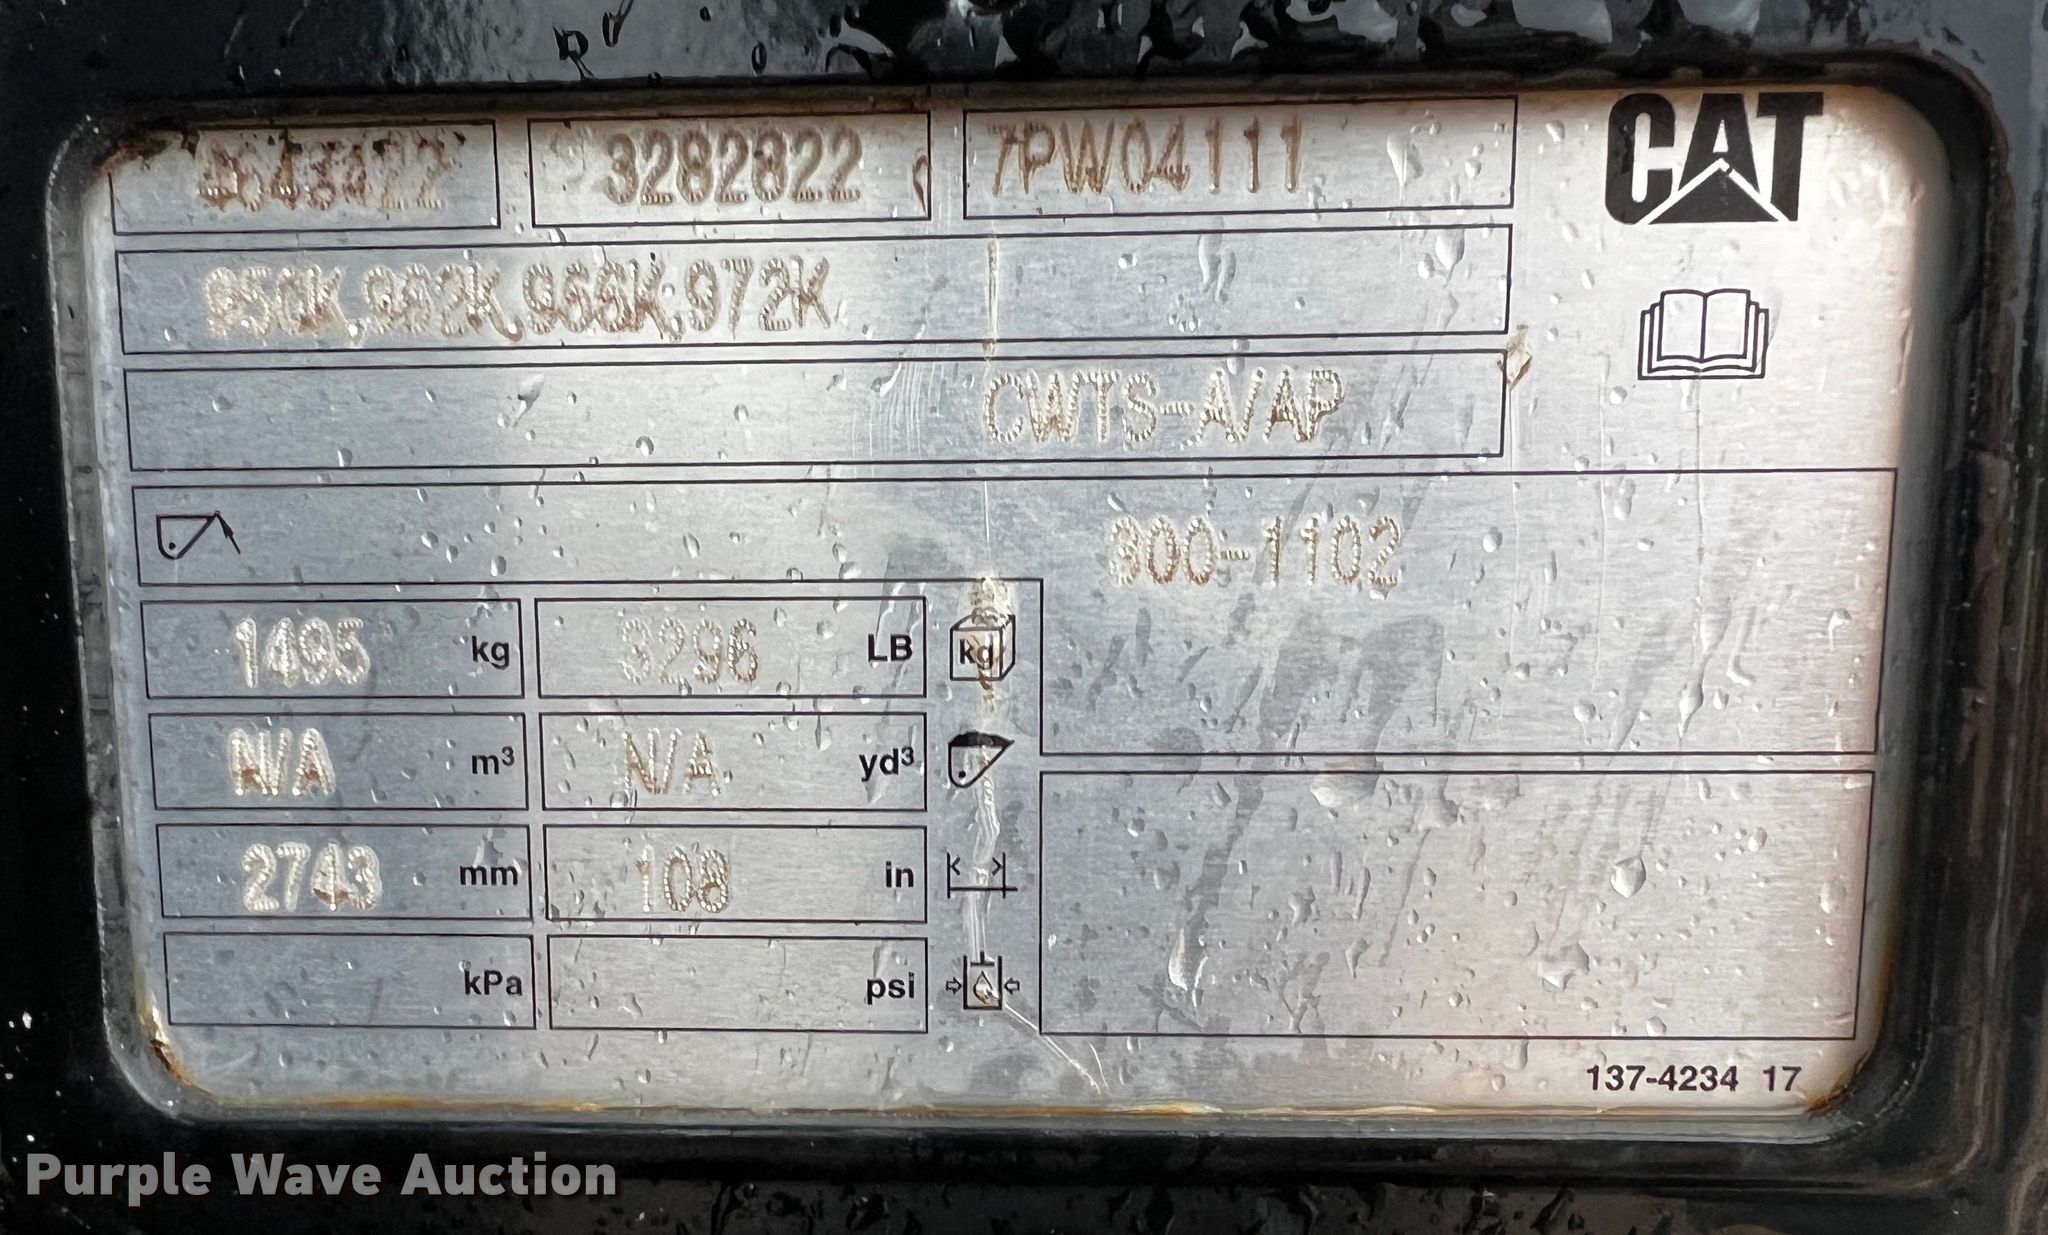 3282822 7PW04111 CAT
950K,962K,966K,972K
CWTS-A/AP
300-1102
1495 kg 3296 LB kg
N/A m³ N/A yd³
2743 mm 108 in
kPa psi
137-4234 17
Purple Wave Auction